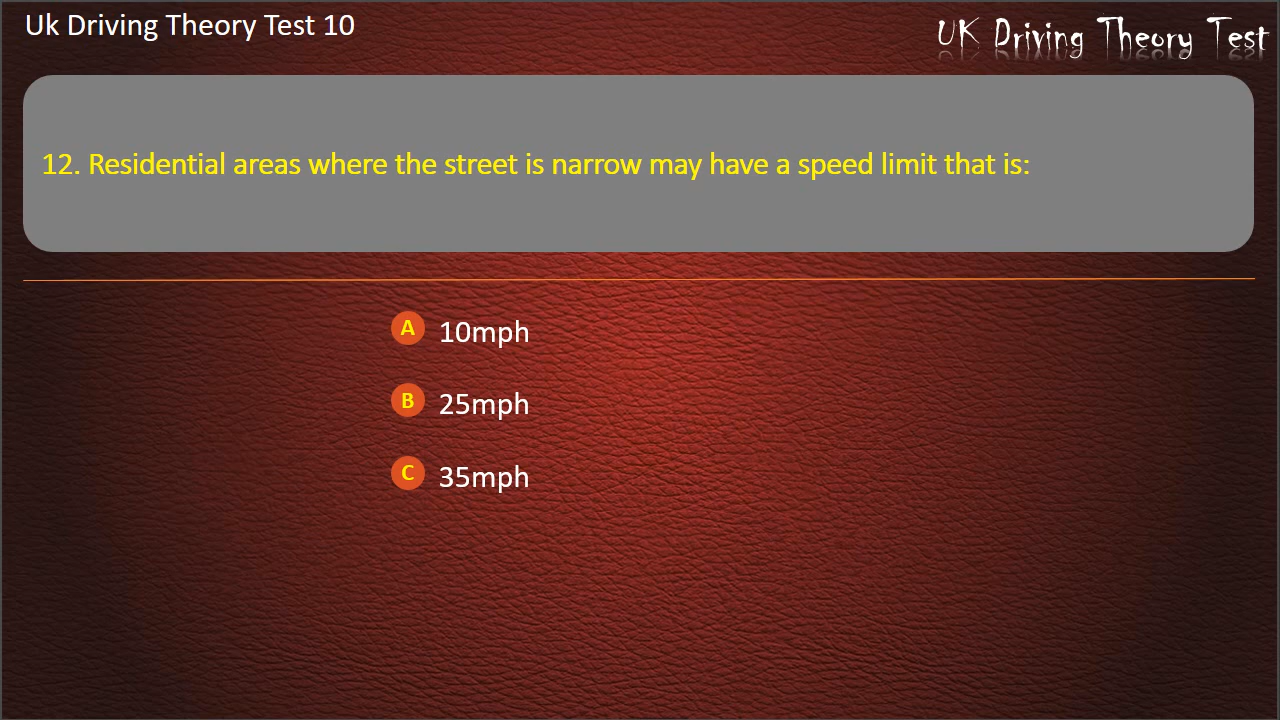 Uk Driving Theory Test 10
UK Driving Theory Test
12. Residential areas where the street is narrow may have a speed limit that is:
A 10mph
B 25mph
C 35mph